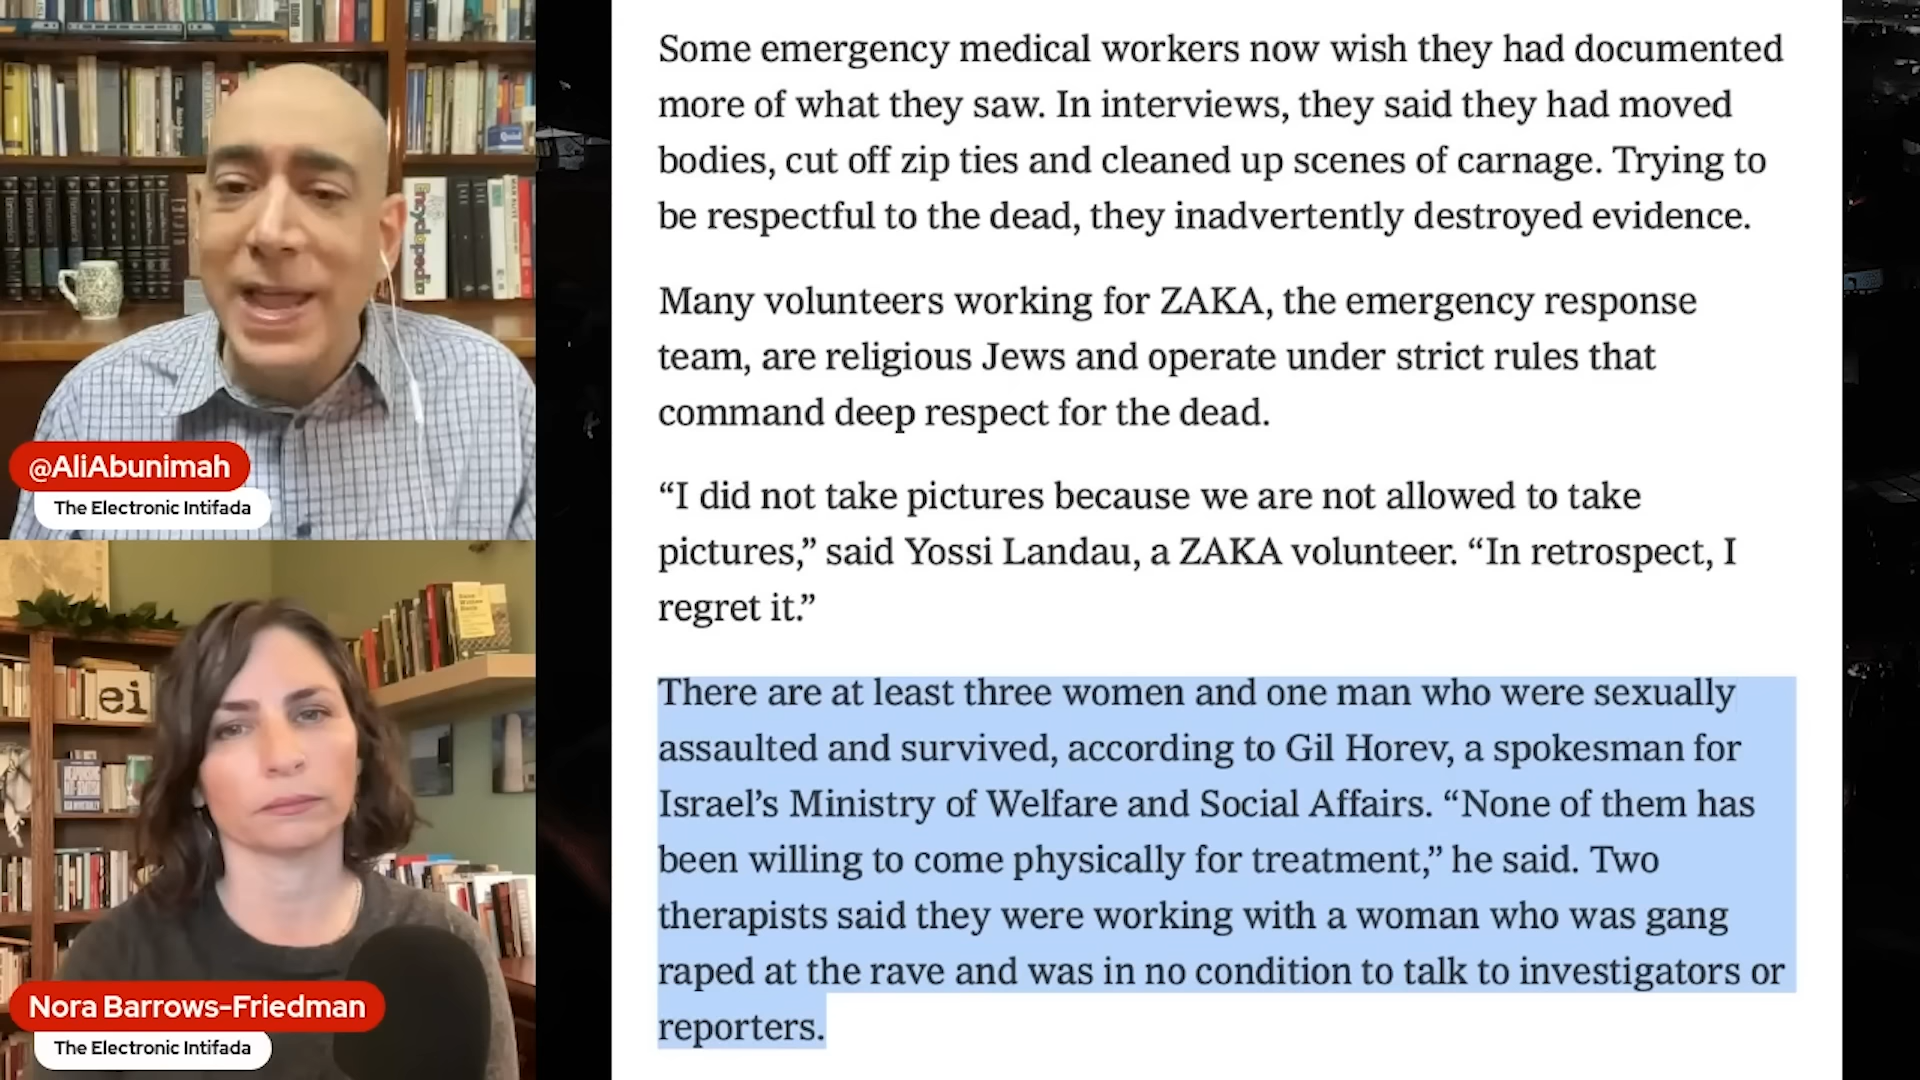 Some emergency medical workers now wish they had documented
more of what they saw. In interviews, they said they had moved
bodies, cut off zip ties and cleaned up scenes of carnage. Trying to
be respectful to the dead, they inadvertently destroyed evidence.
Many volunteers working for ZAKA, the emergency response
team, are religious Jews and operate under strict rules that
command deep respect for the dead.
“I did not take pictures because we are not allowed to take
pictures,” said Yossi Landau, a ZAKA volunteer. “In retrospect, I
regret it.”
There are at least three women and one man who were sexually
assaulted and survived, according to Gil Horev, a spokesman for
Israel’s Ministry of Welfare and Social Affairs. “None of them has
been willing to come physically for treatment,” he said. Two
therapists said they were working with a woman who was gang
raped at the rave and was in no condition to talk to investigators or
reporters.
@AliAbunimah
The Electronic Intifada
ei
Nora Barrows-Friedman
The Electronic Intifada